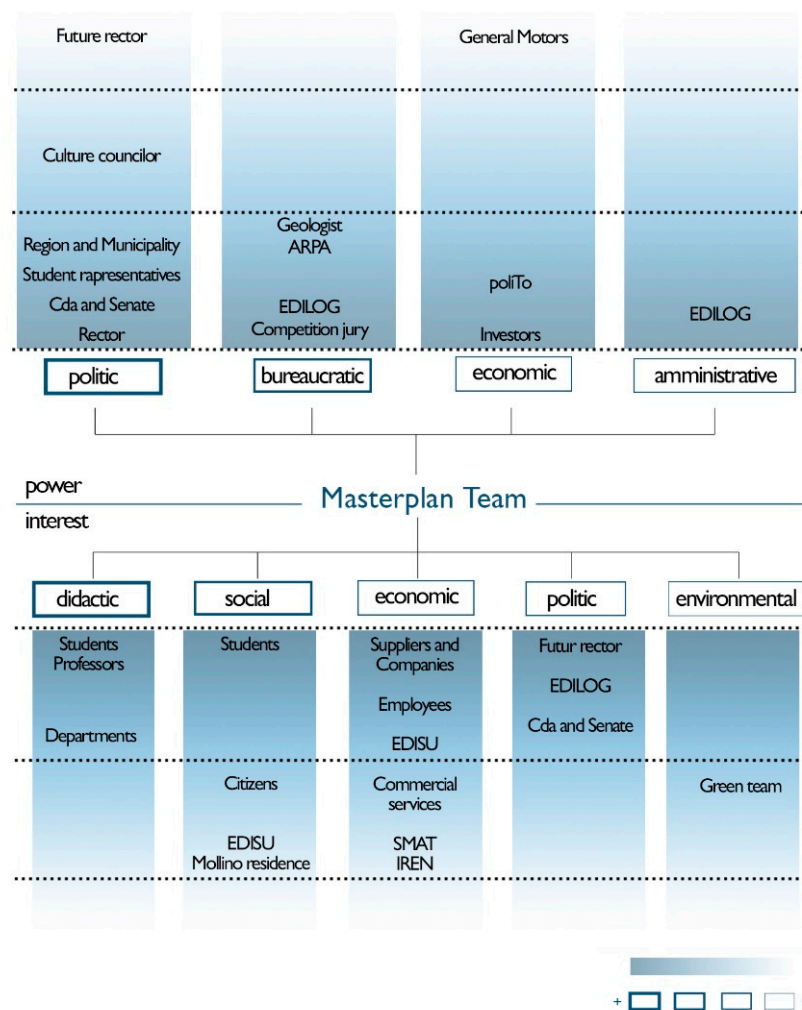 Future rector
General Motors
Culture councilor
Geologist
Region and Municipality
ARPA
Student rapresentatives
poliTo
Cda and Senate
EDILOG
EDILOG
Rector
Competition jury
Investors
politic
bureaucratic
economic
amministrative
power
Masterplan Team
interest
didactic
social
economic
politic
environmental
Students
Professors
Departments
Students
Suppliers and
Companies
Employees
EDISU
Futur rector
EDILOG
Cda and Senate
Citizens
EDISU
Mollino residence
Commercial
services
SMAT
IREN
Green team
+